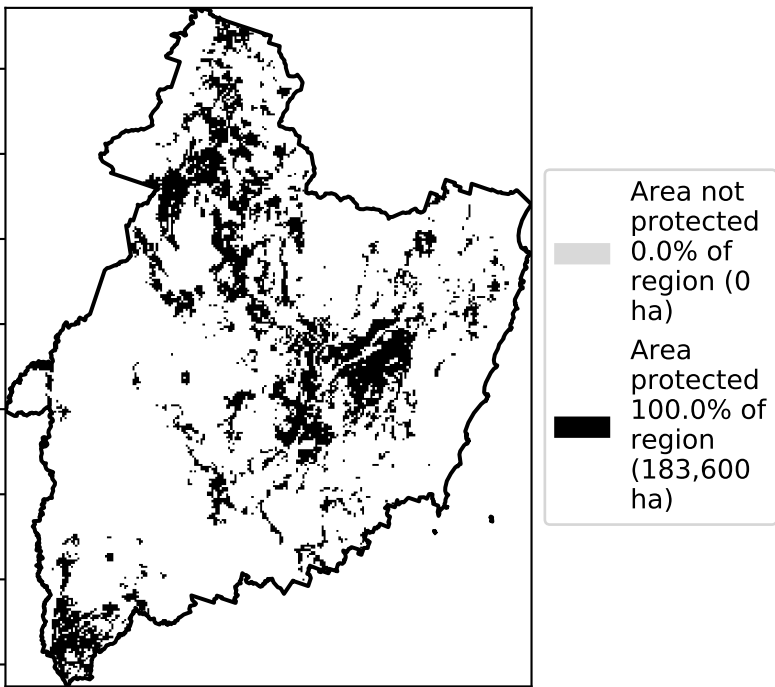 Area not
protected
0.0% of
region (0
ha)
Area
protected
100.0% of
region
(183,600
ha)